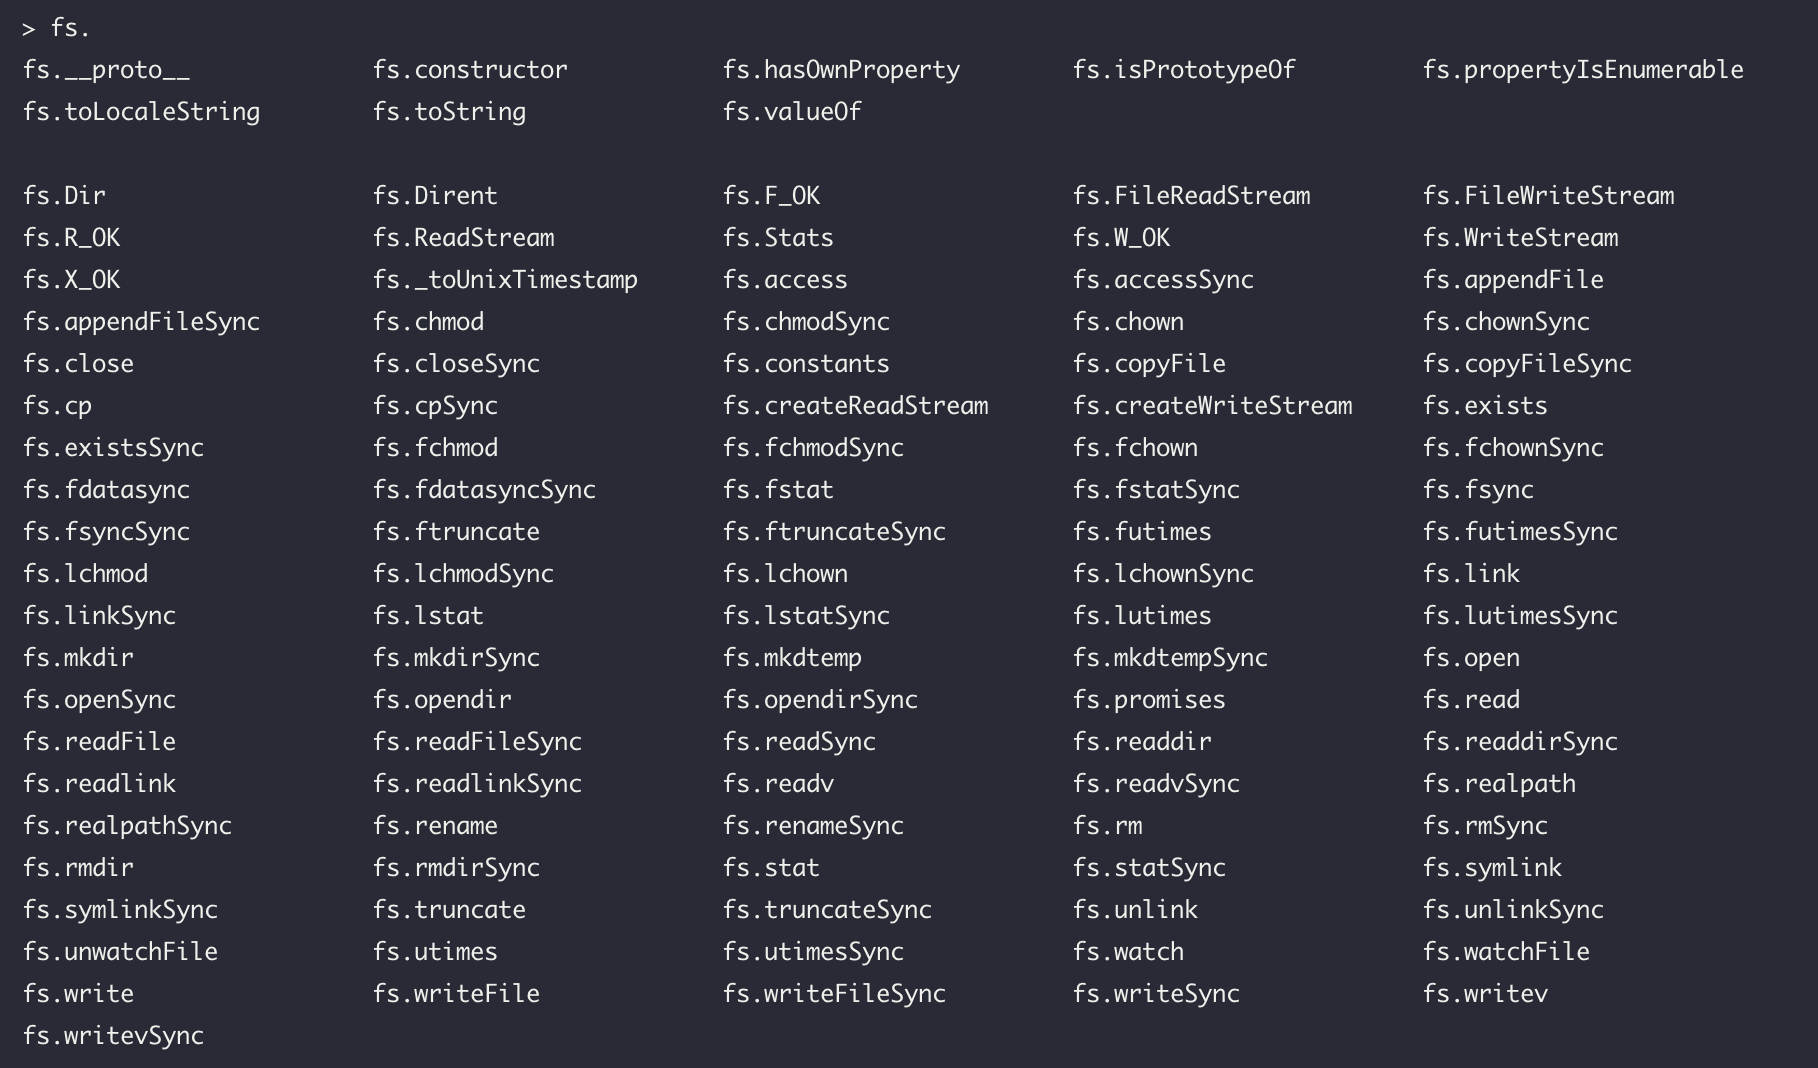 > fs.
fs.__proto__ fs.constructor fs.hasOwnProperty fs.isPrototypeOf fs.propertyIsEnumerable
fs.toLocaleString fs.toString fs.valueOf
fs.Dir fs.Dirent fs.F_OK fs.FileReadStream fs.FileWriteStream
fs.R_OK fs.ReadStream fs.Stats fs.W_OK fs.WriteStream
fs.X_OK fs._toUnixTimestamp fs.access fs.accessSync fs.appendFile
fs.appendFileSync fs.chmod fs.chmodSync fs.chown fs.chownSync
fs.close fs.closeSync fs.constants fs.copyFile fs.copyFileSync
fs.cp fs.cpSync fs.createReadStream fs.createWriteStream fs.exists
fs.existsSync fs.fchmod fs.fchmodSync fs.fchown fs.fchownSync
fs.fdatasync fs.fdatasyncSync fs.fstat fs.fstatSync fs.fsync
fs.fsyncSync fs.ftruncate fs.ftruncateSync fs.futimes fs.futimesSync
fs.lchmod fs.lchmodSync fs.lchown fs.lchownSync fs.link
fs.linkSync fs.lstat fs.lstatSync fs.lutimes fs.lutimesSync
fs.mkdir fs.mkdirSync fs.mkdtemp fs.mkdtempSync fs.open
fs.openSync fs.opendir fs.opendirSync fs.promises fs.read
fs.readFile fs.readFileSync fs.readSync fs.readdir fs.readdirSync
fs.readlink fs.readlinkSync fs.readv fs.readvSync fs.realpath
fs.realpathSync fs.rename fs.renameSync fs.rm fs.rmSync
fs.rmdir fs.rmdirSync fs.stat fs.statSync fs.symlink
fs.symlinkSync fs.truncate fs.truncateSync fs.unlink fs.unlinkSync
fs.unwatchFile fs.utimes fs.utimesSync fs.watch fs.watchFile
fs.write fs.writeFile fs.writeFileSync fs.writeSync fs.writev
fs.writevSync